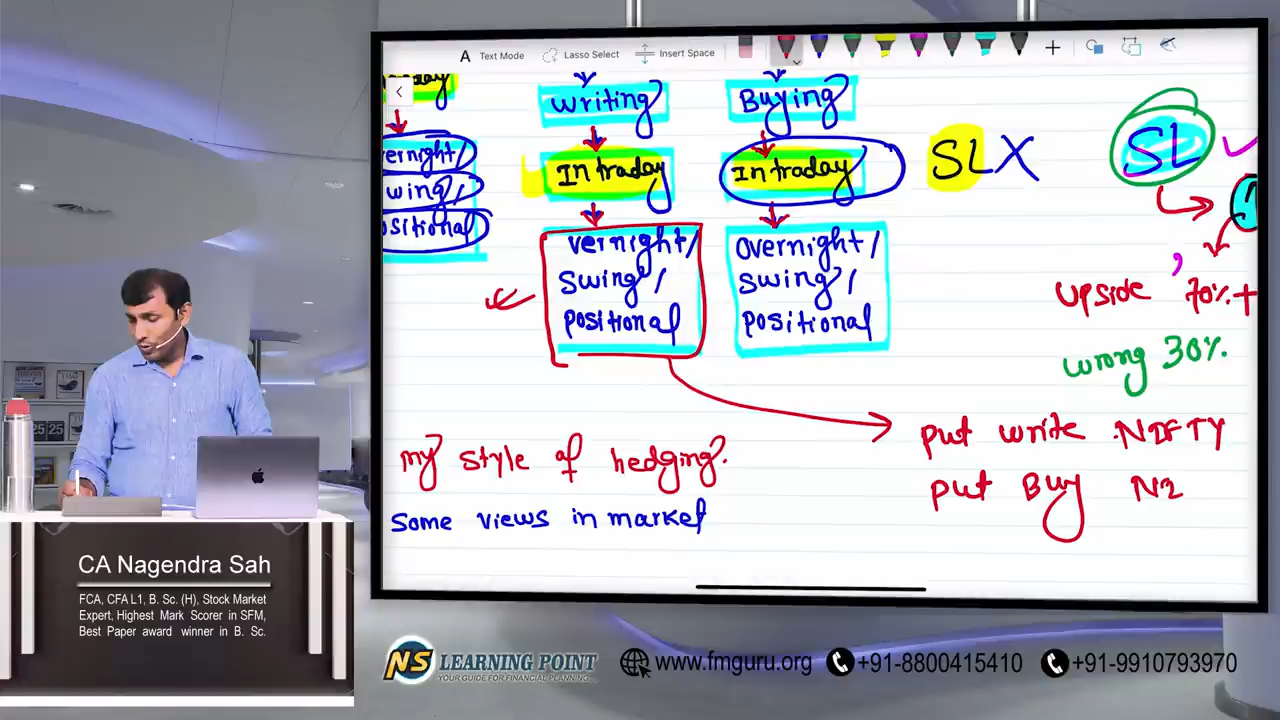 Text Mode
Lasso Select
Insert Space
Writing
Buying
Intraday
Intraday
SLX
SL
vernight/
swing/
positional
overnight/
swing/
positional
ernight/
wing/
ositional
upside 70%+
wrong 30%
put write NIFTY
put Buy
my style of hedging.
some views in market
25 25
CA Nagendra Sah
FCA, CFA L1, B. Sc. (H), Stock Market
Expert, Highest Mark Scorer in SFM,
Best Paper award winner in B. Sc.
NS LEARNING POINT
YOUR GUIDE FOR FINANCIAL PLANNING....
www.fmguru.org
+91-8800415410
+91-9910793970